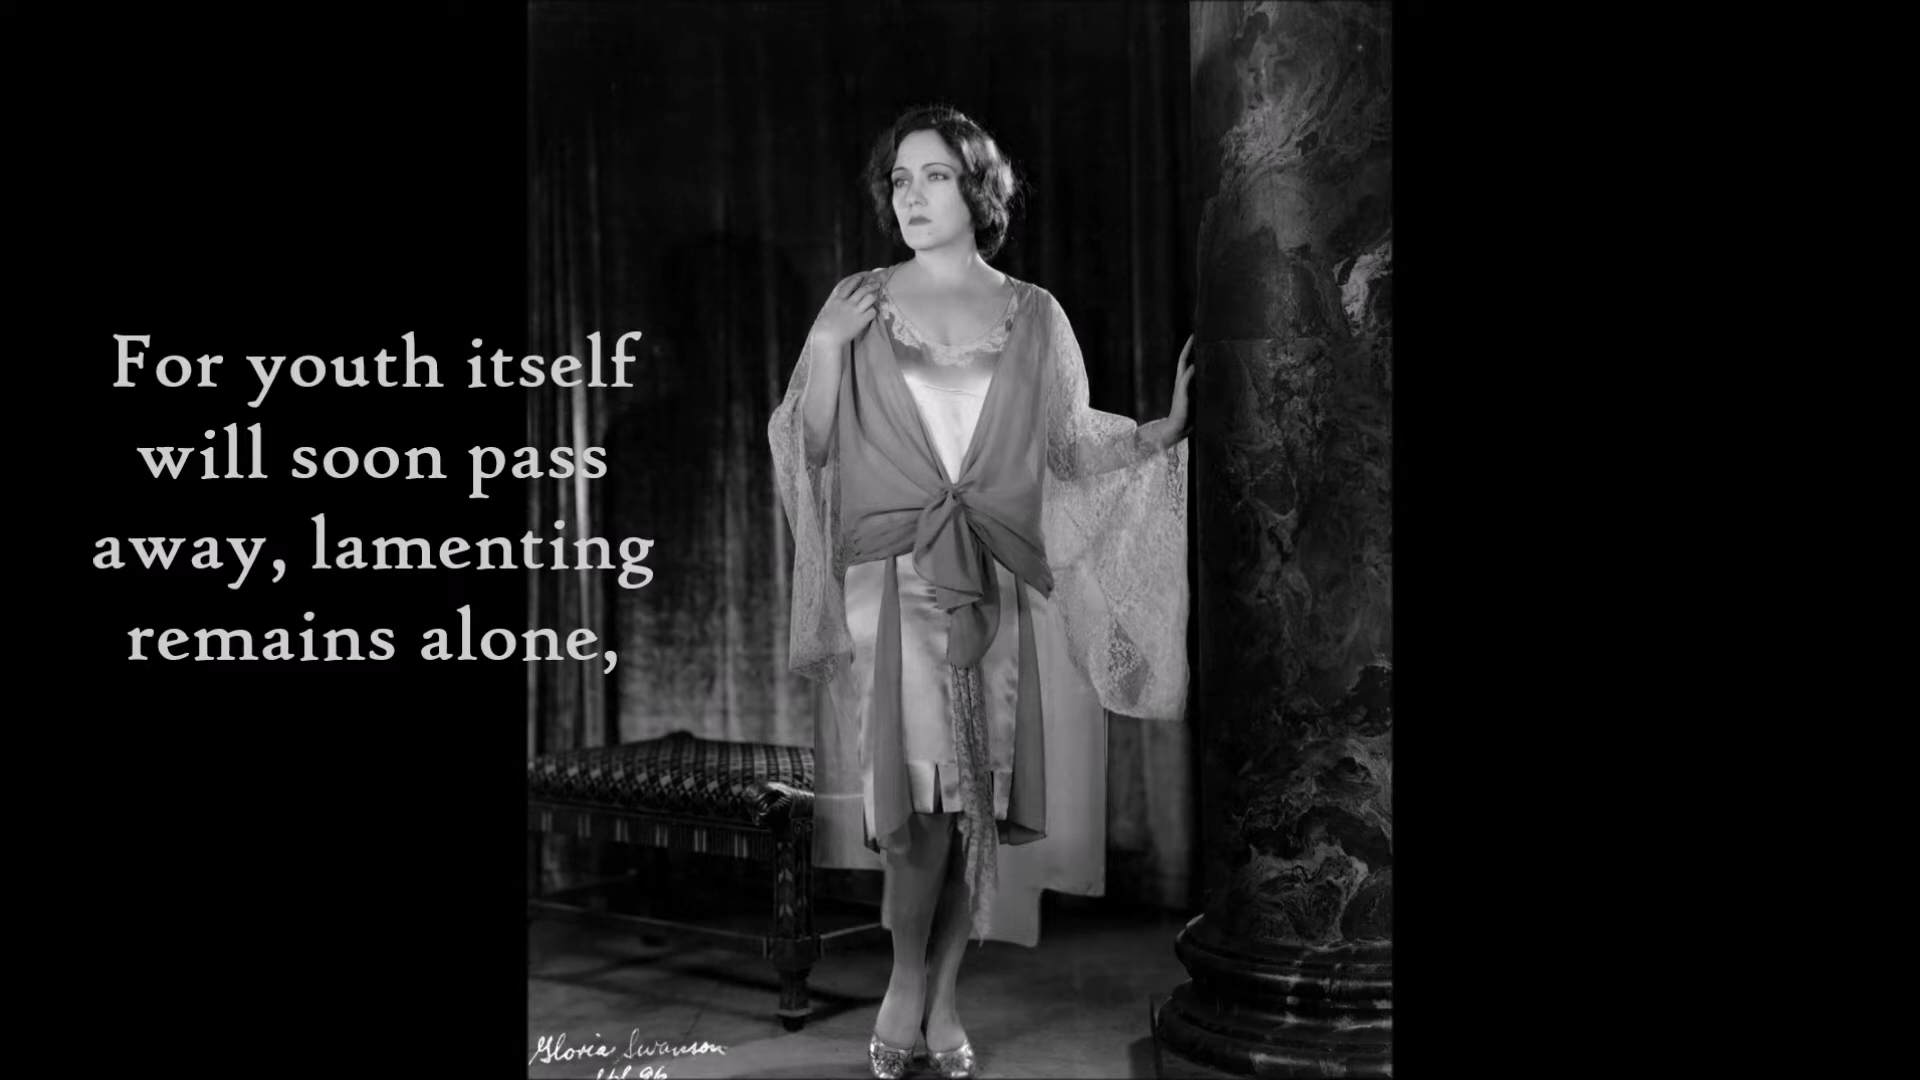 For youth itself
will soon pass
away, lamenting
remains alone,
Gloria Swanson